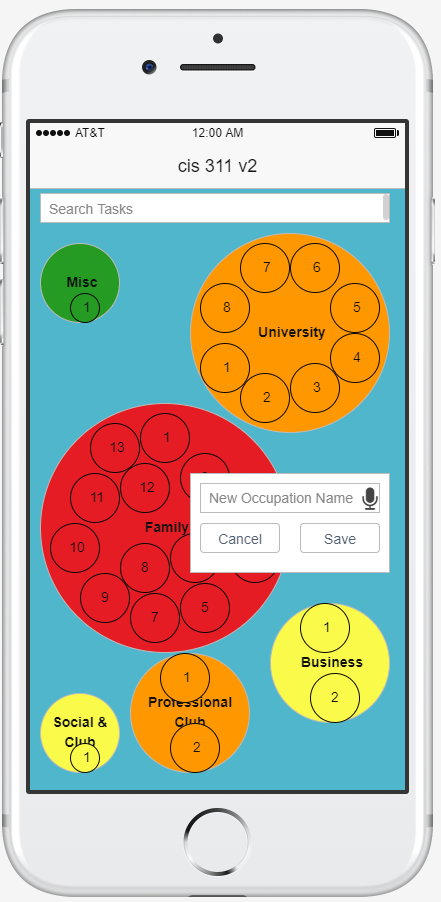 AT&T 12:00 AM
cis 311 v2
Search Tasks
Misc
1
7
6
8
5
University
1
4
2
3
13
1
12
11
Family
10
8
9
7
5
New Occupation Name
Cancel
Save
1
Business
2
1
Professional
Club
2
Social &
Club
1